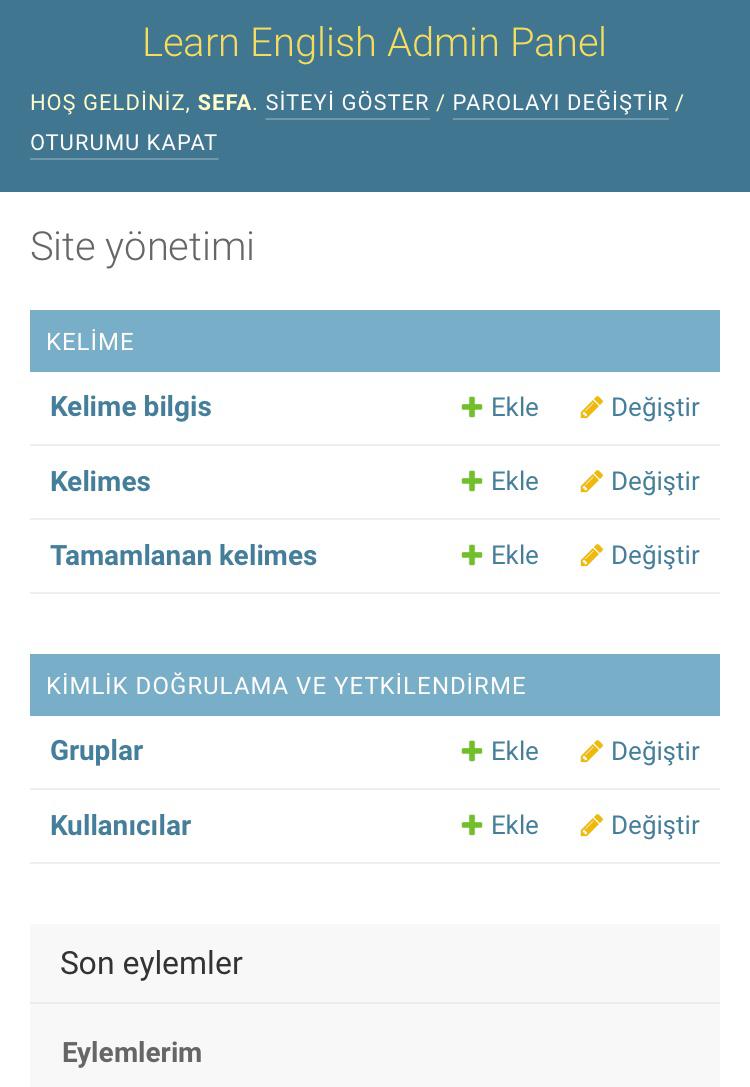 Learn English Admin Panel
HOŞ GELDİNİZ, SEFA. SİTEYİ GÖSTER / PAROLAYI DEĞİŞTİR /
OTURUMU KAPAT
Site yönetimi
KELİME
Kelime bilgis Ekle Değiştir
Kelimes Ekle Değiştir
Tamamlanan kelimes Ekle Değiştir
KİMLİK DOĞRULAMA VE YETKİLENDİRME
Gruplar Ekle Değiştir
Kullanıcılar Ekle Değiştir
Son eylemler
Eylemlerim